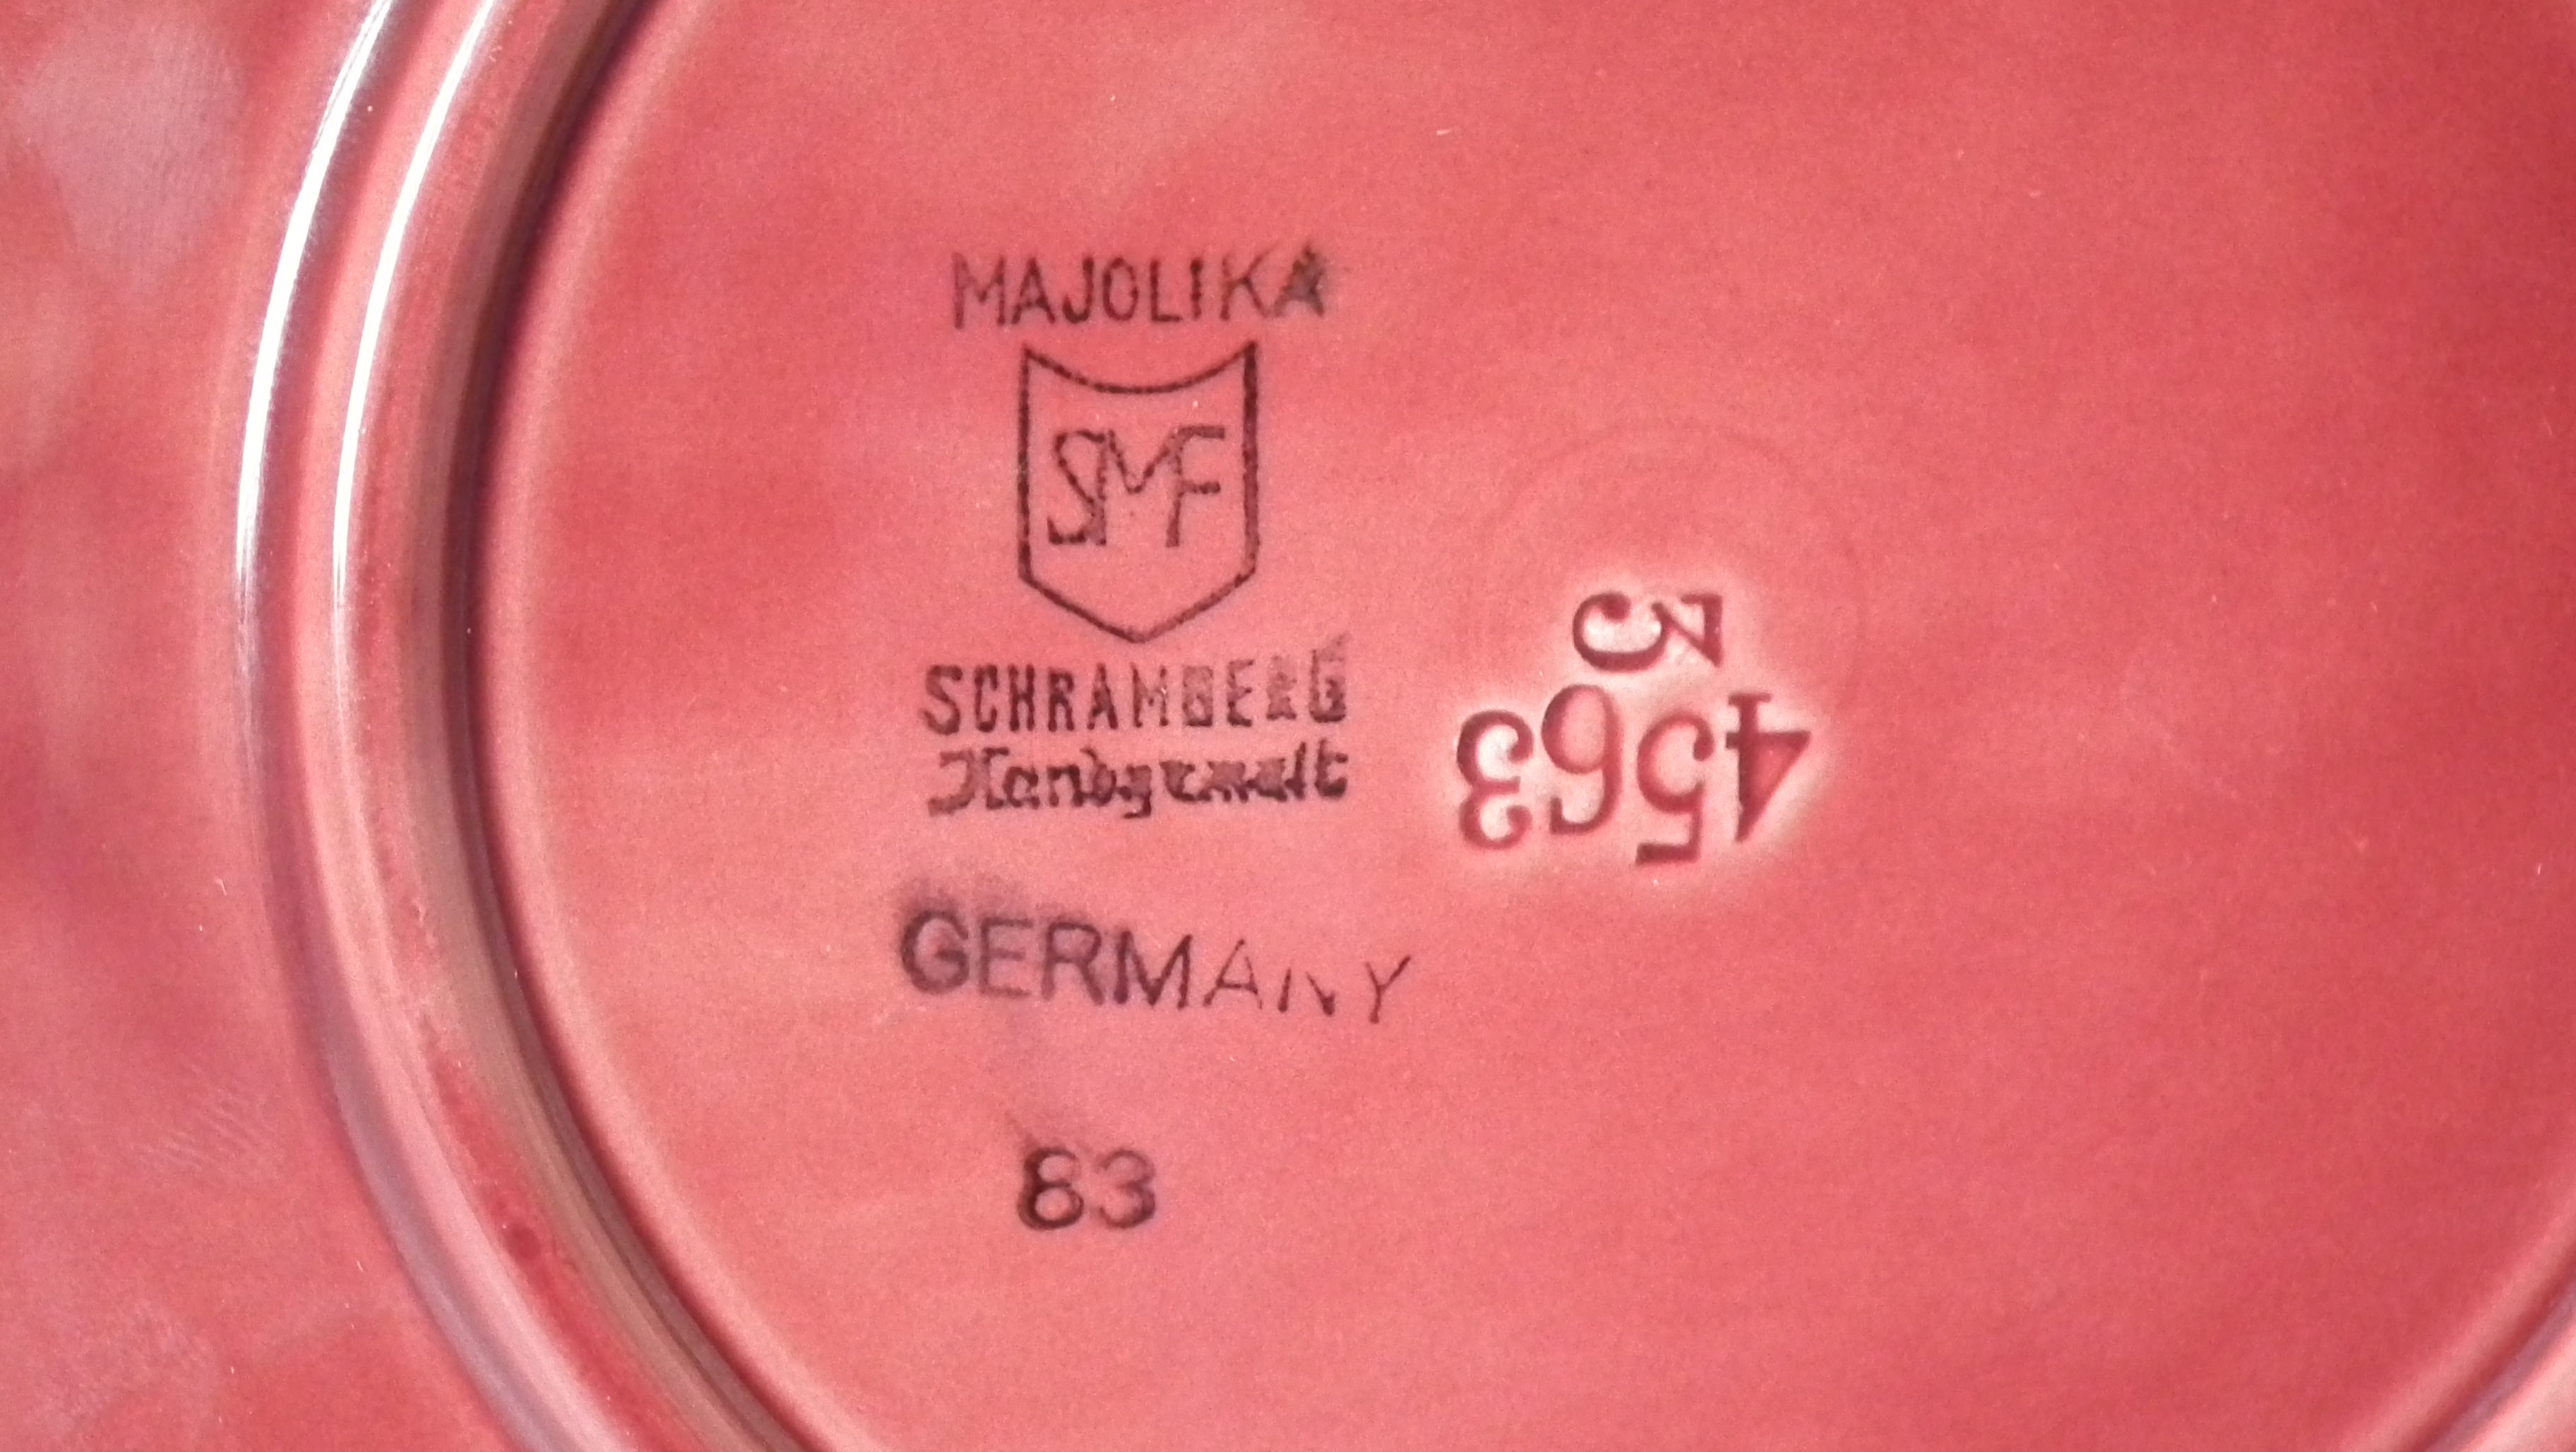 MAJOLIKA
SMF
SCHRAMBERG
Handgemalt
GERMANY
83
4563
3